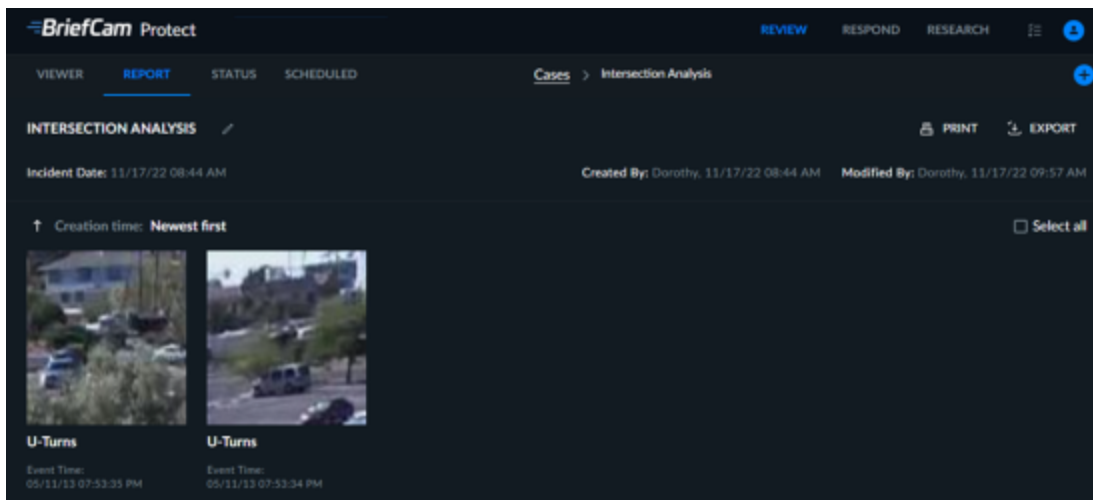 BriefCam Protect
REVIEW RESPOND RESEARCH
VIEWER REPORT STATUS SCHEDULED Cases > Intersection Analysis
INTERSECTION ANALYSIS PRINT EXPORT
Incident Date: 11/17/22 08:44 AM Created By: Dorothy, 11/17/22 08:44 AM Modified By: Dorothy, 11/17/22 09:57 AM
↑ Creation time: Newest first Select all
U-Turns U-Turns
Event Time: Event Time:
05/11/13 07:53:35 PM 05/11/13 07:53:34 PM